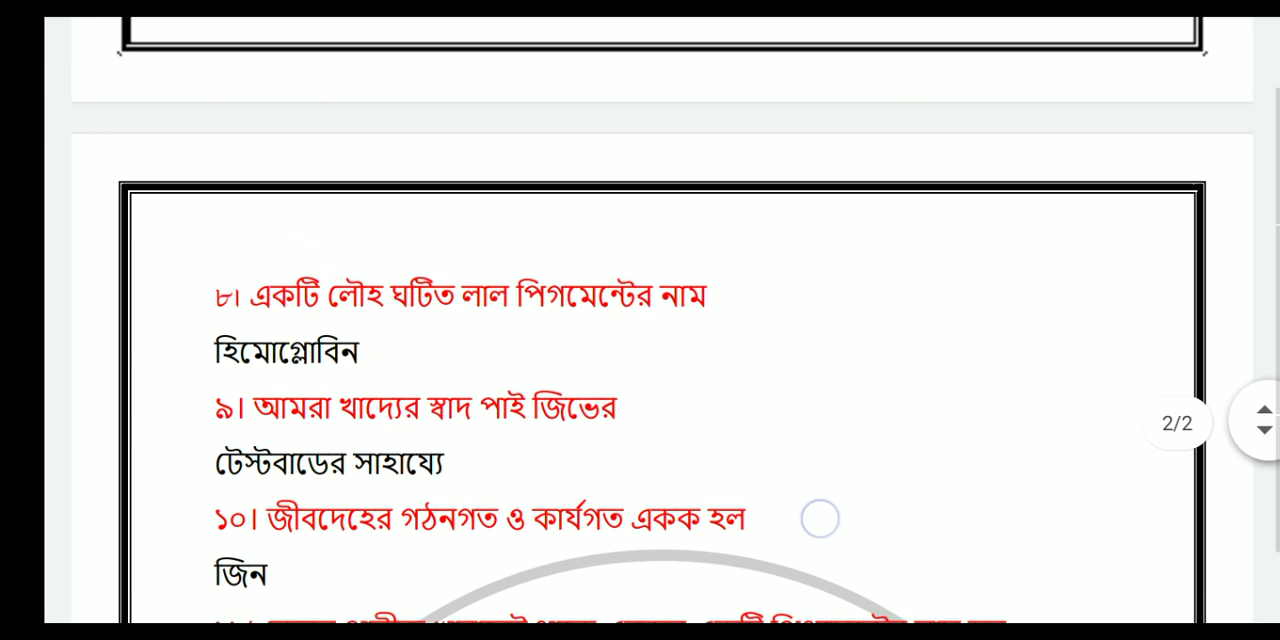 ৮। একটি লৌহ ঘটিত লাল পিগমেন্টের নাম
হিমোগ্লোবিন
৯। আমরা খাদ্যের স্বাদ পাই জিভের
2/2
টেস্টবাডের সাহায্যে
১০। জীবদেহের গঠনগত ও কার্যগত একক হল
জিন